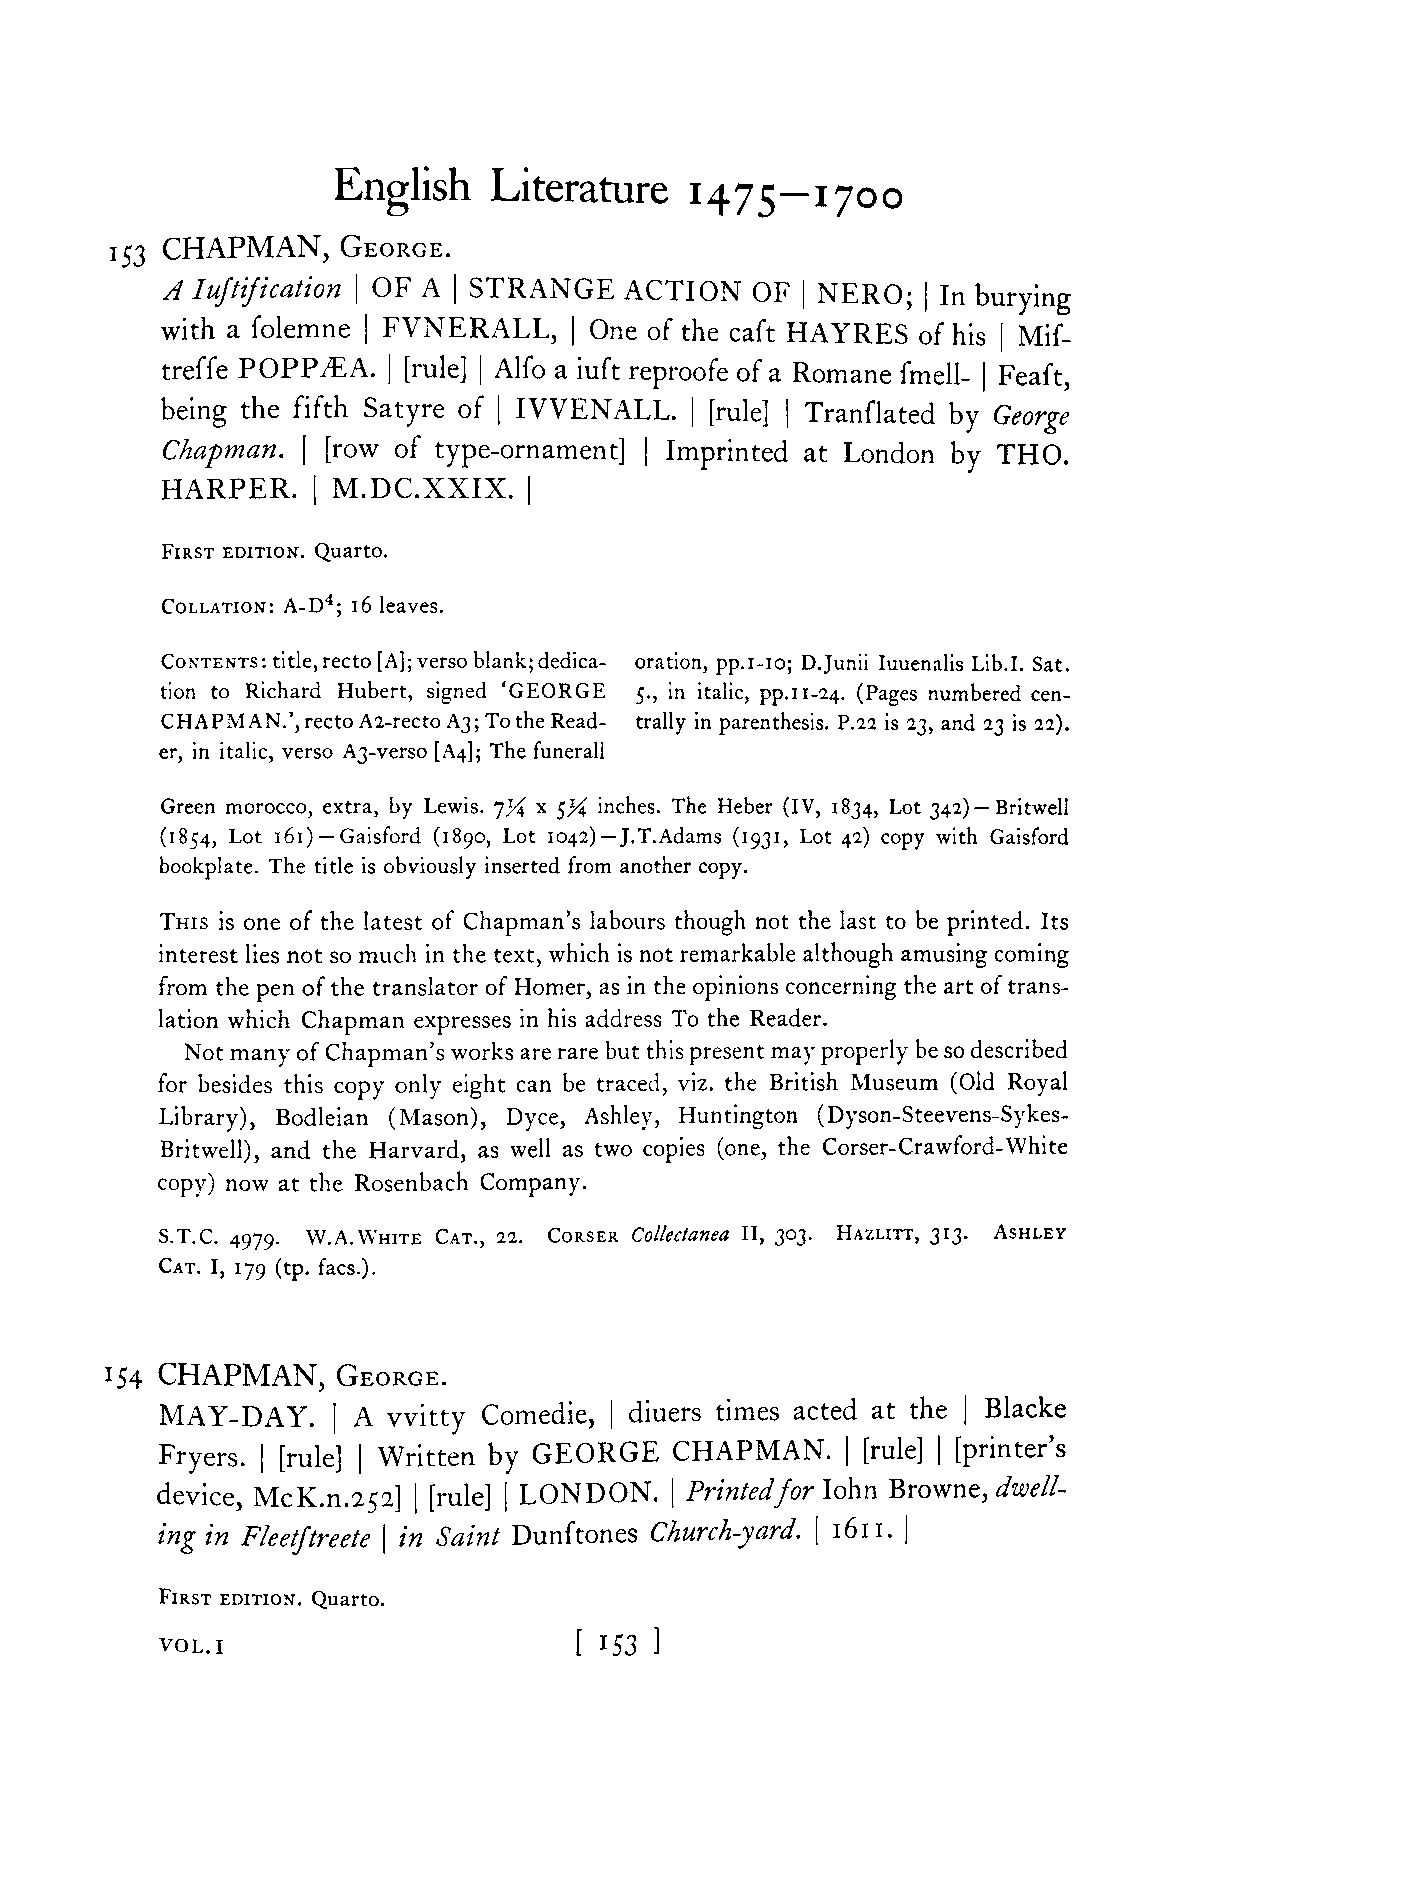 English Literature 1475–1700
153 CHAPMAN, GEORGE.
A Iuſtification | OF A | STRANGE ACTION OF | NERO; | In burying
with a ſolemne | FVNERALL, | One of the caſt HAYRES of his | Miſ-
treſſe POPPÆA. | [rule] | Alſo a iuſt reproofe of a Romane ſmell- | Feaſt,
being the fifth Satyre of | IVVENALL. | [rule] | Tranſlated by George
Chapman. | [row of type-ornament] | Imprinted at London by THO.
HARPER. | M.DC.XXIX. |
FIRST EDITION. Quarto.
COLLATION: A-D⁴; 16 leaves.
CONTENTS: title, recto [A]; verso blank; dedica-
tion to Richard Hubert, signed ‘GEORGE
CHAPMAN.’, recto A2-recto A3; To the Read-
er, in italic, verso A3-verso [A4]; The funerall
oration, pp.1-10; D.Junii Iuuenalis Lib.I. Sat.
5., in italic, pp.11-24. (Pages numbered cen-
trally in parenthesis. P.22 is 23, and 23 is 22).
Green morocco, extra, by Lewis. 7¼ x 5¼ inches. The Heber (IV, 1834, Lot 342)—Britwell
(1854, Lot 161)—Gaisford (1890, Lot 1042)—J.T.Adams (1931, Lot 42) copy with Gaisford
bookplate. The title is obviously inserted from another copy.
THIS is one of the latest of Chapman’s labours though not the last to be printed. Its
interest lies not so much in the text, which is not remarkable although amusing coming
from the pen of the translator of Homer, as in the opinions concerning the art of trans-
lation which Chapman expresses in his address To the Reader.
Not many of Chapman’s works are rare but this present may properly be so described
for besides this copy only eight can be traced, viz. the British Museum (Old Royal
Library), Bodleian (Mason), Dyce, Ashley, Huntington (Dyson-Steevens-Sykes-
Britwell), and the Harvard, as well as two copies (one, the Corser-Crawford-White
copy) now at the Rosenbach Company.
S.T.C. 4979. W.A.WHITE CAT., 22. CORSER Collectanea II, 303. HAZLITT, 313. ASHLEY
CAT. I, 179 (tp. facs.).
154 CHAPMAN, GEORGE.
MAY-DAY. | A vvitty Comedie, | diuers times acted at the | Blacke
Fryers. | [rule] | Written by GEORGE CHAPMAN. | [rule] | [printer’s
device, McK.n.252] | [rule] | LONDON. | Printed for Iohn Browne, dwell-
ing in Fleetſtreete | in Saint Dunſtones Church-yard. | 1611. |
FIRST EDITION. Quarto.
VOL.I [ 153 ]